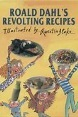 ROALD DAHL'S
REVOLTING RECIPES
Illustrated by Quentin Blake